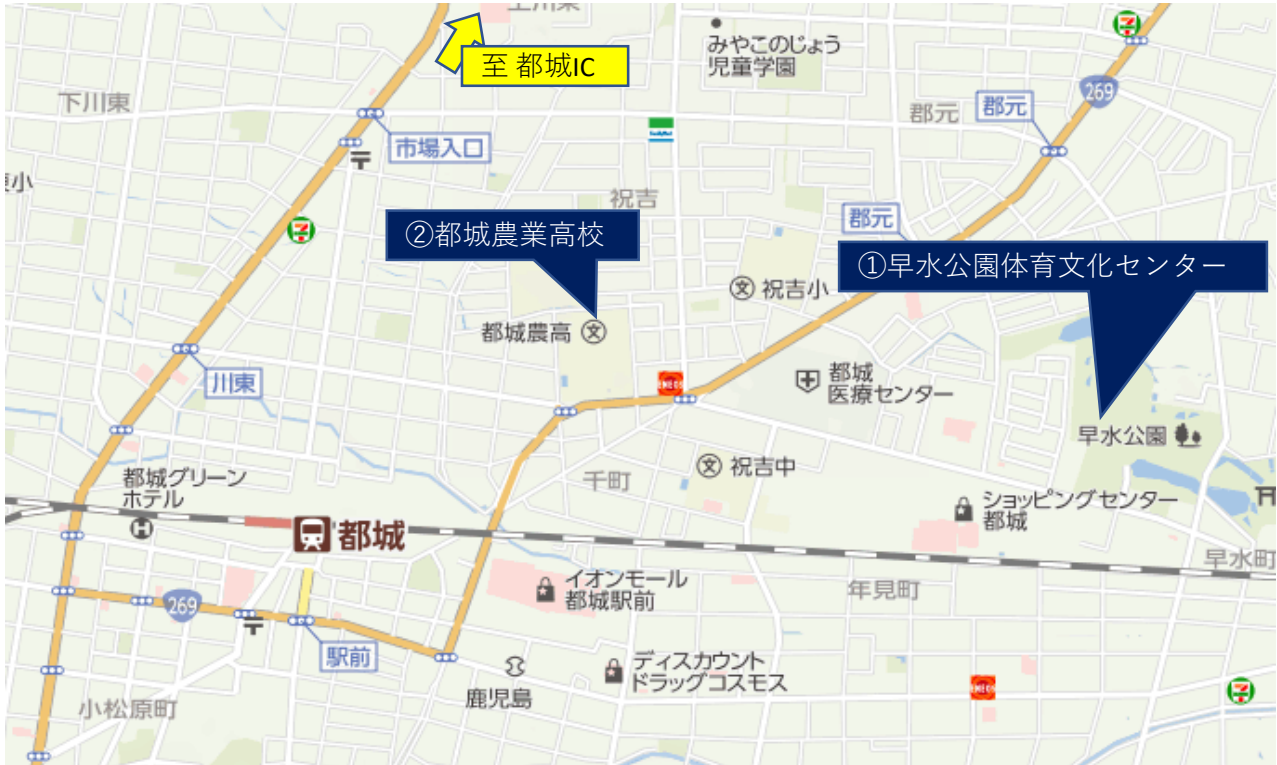 上川東
至 都城IC
みやこのじょう
児童学園
下川東
269
郡元
郡元
市場入口
祝吉
小
②都城農業高校
郡元
①早水公園体育文化センター
祝吉小
都城農高
川東
ENEOS
都城
医療センター
早水公園
都城グリーン
ホテル
千町
祝吉中
ショッピングセンター
都城
都城
早水町
イオンモール
都城駅前
年見町
269
駅前
鹿児島
ディスカウント
ドラッグコスモス
ENEOS
小松原町